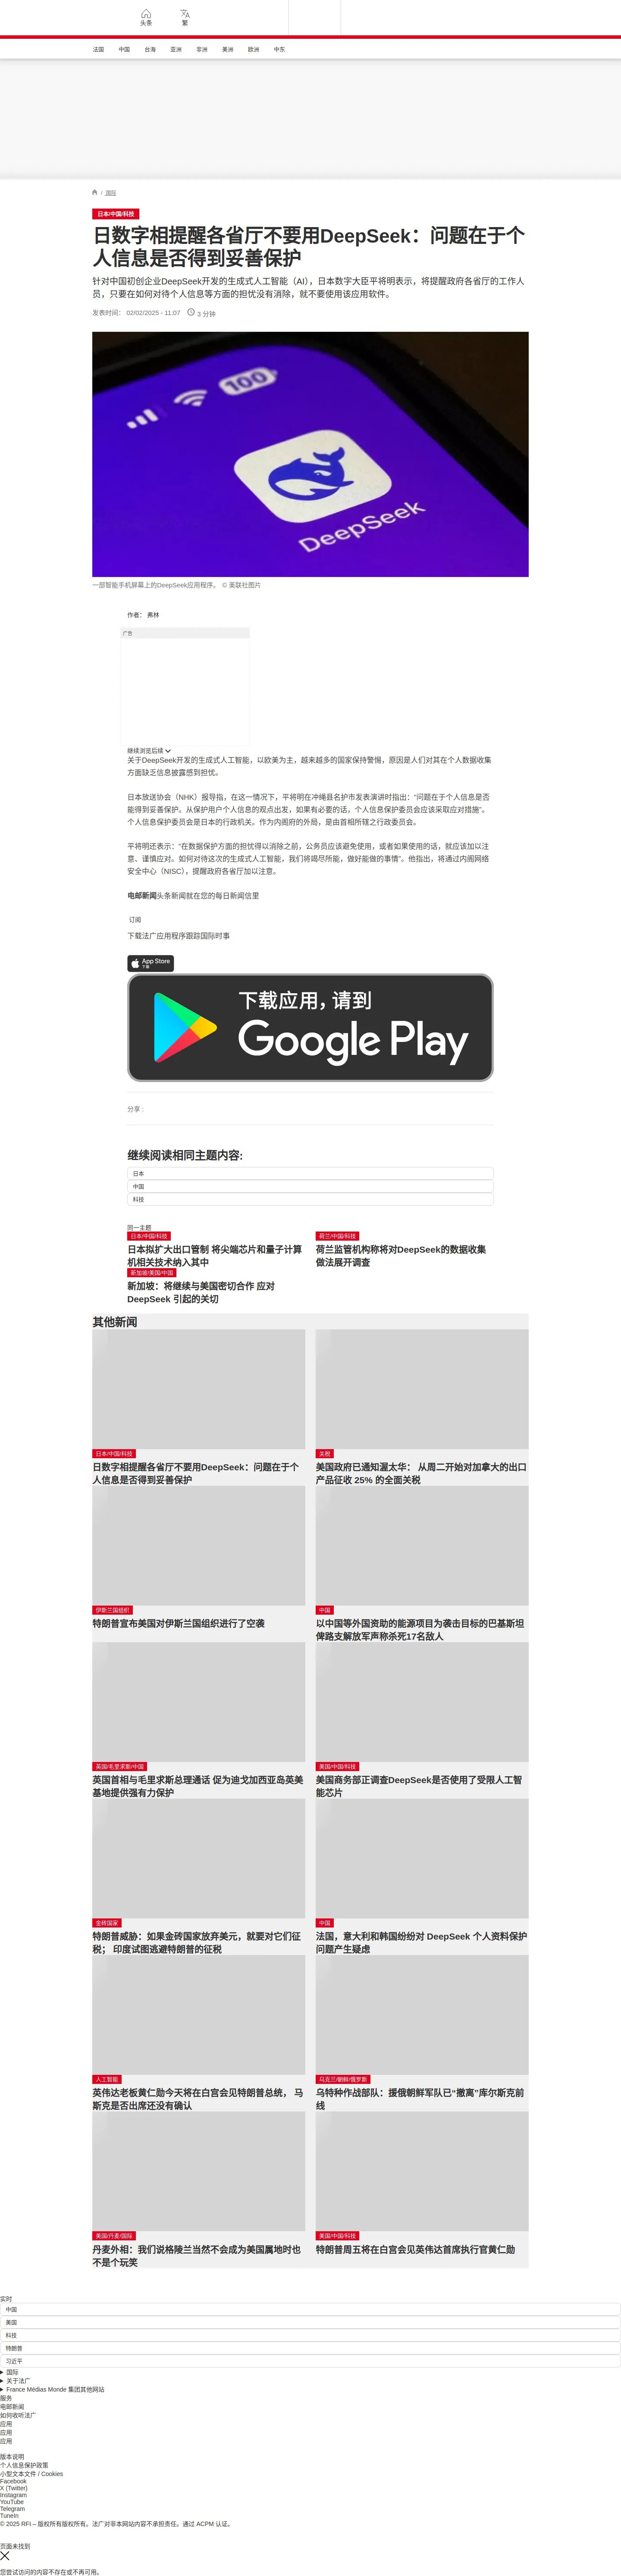 头条
繁
法国
中国
台海
亚洲
非洲
美洲
欧洲
中东
/ 国际
日本/中国/科技
日数字相提醒各省厅不要用DeepSeek：问题在于个
人信息是否得到妥善保护
针对中国初创企业DeepSeek开发的生成式人工智能（AI），日本数字大臣平将明表示，将提醒政府各省厅的工作人
员，只要在如何对待个人信息等方面的担忧没有消除，就不要使用该应用软件。
发表时间： 02/02/2025 - 11:07 3 分钟
100
DeepSeek
一部智能手机屏幕上的DeepSeek应用程序。 © 美联社图片
作者： 弗林
广告
继续浏览后续
关于DeepSeek开发的生成式人工智能，以欧美为主，越来越多的国家保持警惕，原因是人们对其在个人数据收集
方面缺乏信息披露感到担忧。
日本放送协会（NHK）报导指，在这一情况下，平将明在冲绳县名护市发表演讲时指出：“问题在于个人信息是否
能得到妥善保护。从保护用户个人信息的观点出发，如果有必要的话，个人信息保护委员会应该采取应对措施”。
个人信息保护委员会是日本的行政机关。作为内阁府的外局，是由首相所辖之行政委员会。
平将明还表示：“在数据保护方面的担忧得以消除之前，公务员应该避免使用，或者如果使用的话，就应该加以注
意、谨慎应对。如何对待这次的生成式人工智能，我们将竭尽所能，做好能做的事情”。他指出，将通过内阁网络
安全中心（NISC），提醒政府各省厅加以注意。
电邮新闻头条新闻就在您的每日新闻信里
订阅
下载法广应用程序跟踪国际时事
App Store
下载
下载应用，请到
Google Play
分享 :
继续阅读相同主题内容:
日本
中国
科技
同一主题
日本/中国/科技
日本拟扩大出口管制 将尖端芯片和量子计算
机相关技术纳入其中
荷兰/中国/科技
荷兰监管机构称将对DeepSeek的数据收集
做法展开调查
新加坡/美国/中国
新加坡：将继续与美国密切合作 应对
DeepSeek 引起的关切
其他新闻
日本/中国/科技
日数字相提醒各省厅不要用DeepSeek：问题在于个
人信息是否得到妥善保护
关税
美国政府已通知渥太华： 从周二开始对加拿大的出口
产品征收 25% 的全面关税
伊斯兰国组织
特朗普宣布美国对伊斯兰国组织进行了空袭
中国
以中国等外国资助的能源项目为袭击目标的巴基斯坦
俾路支解放军声称杀死17名敌人
英国/毛里求斯/中国
英国首相与毛里求斯总理通话 促为迪戈加西亚岛英美
基地提供强有力保护
美国/中国/科技
美国商务部正调查DeepSeek是否使用了受限人工智
能芯片
金砖国家
特朗普威胁：如果金砖国家放弃美元，就要对它们征
税； 印度试图逃避特朗普的征税
中国
法国，意大利和韩国纷纷对 DeepSeek 个人资料保护
问题产生疑虑
人工智能
英伟达老板黄仁勋今天将在白宫会见特朗普总统， 马
斯克是否出席还没有确认
乌克兰/朝鲜/俄罗斯
乌特种作战部队：援俄朝鲜军队已“撤离”库尔斯克前
线
美国/丹麦/国际
丹麦外相：我们说格陵兰当然不会成为美国属地时也
不是个玩笑
美国/中国/科技
特朗普周五将在白宫会见英伟达首席执行官黄仁勋
实时
中国
美国
科技
特朗普
习近平
国际
关于法广
France Médias Monde 集团其他网站
服务
电邮新闻
如何收听法广
应用
应用
应用
版本说明
个人信息保护政策
小型文本文件 / Cookies
Facebook
X (Twitter)
Instagram
YouTube
Telegram
TuneIn
© 2025 RFI – 版权所有版权所有。法广对非本网站内容不承担责任。通过 ACPM 认证。
页面未找到
您尝试访问的内容不存在或不再可用。